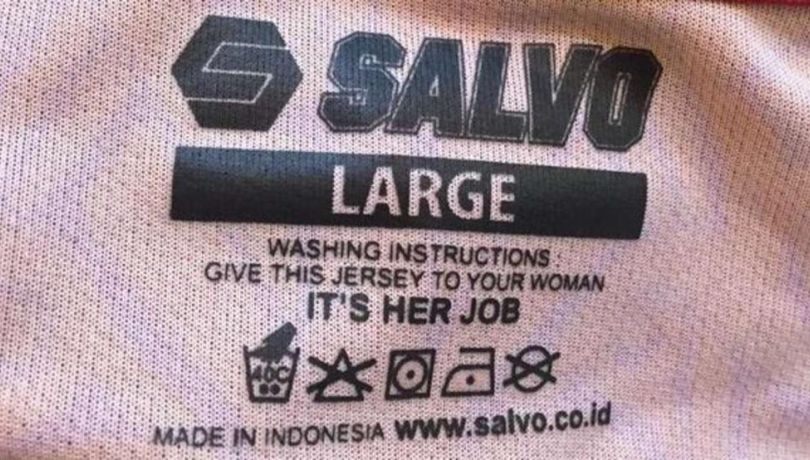 SALVO
LARGE
WASHING INSTRUCTIONS :
GIVE THIS JERSEY TO YOUR WOMAN
IT'S HER JOB
40C
MADE IN INDONESIA www.salvo.co.id